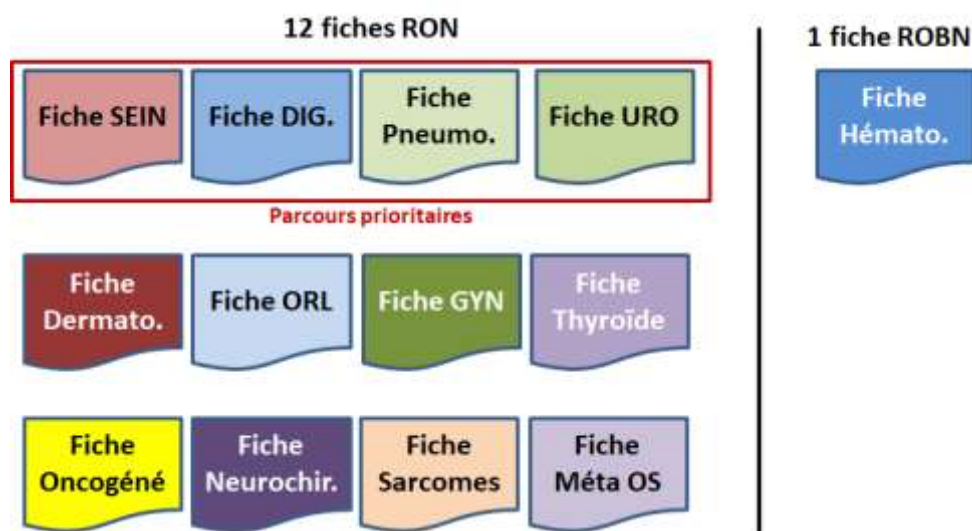 12 fiches RON
1 fiche ROBN
Fiche SEIN
Fiche DIG.
Fiche
Pneumo.
Fiche URO
Fiche
Hémato.
Parcours prioritaires
Fiche
Dermato.
Fiche ORL
Fiche GYN
Fiche
Thyroïde
Fiche
Oncogéné
Fiche
Neurochir.
Fiche
Sarcomes
Fiche
Méta OS